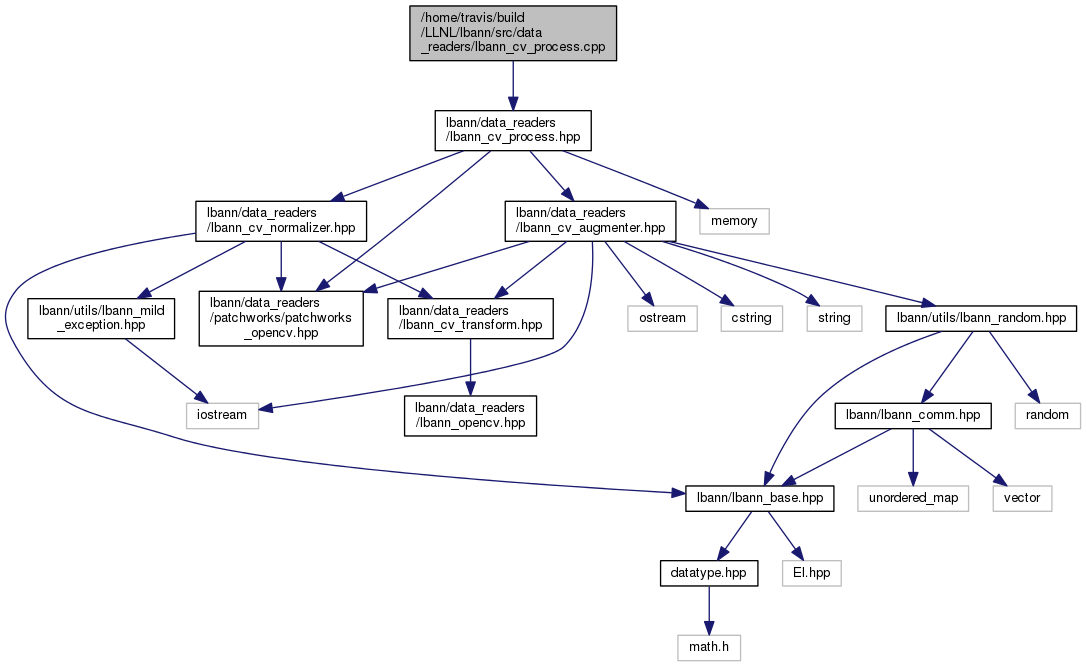 /home/travis/build
/LLNL/lbann/src/data
_readers/lbann_cv_process.cpp
lbann/data_readers
/lbann_cv_process.hpp
lbann/data_readers
/lbann_cv_normalizer.hpp
lbann/data_readers
/lbann_cv_augmenter.hpp
memory
lbann/utils/lbann_mild
_exception.hpp
lbann/data_readers
/patchworks/patchworks
_opencv.hpp
lbann/data_readers
/lbann_cv_transform.hpp
ostream
cstring
string
lbann/utils/lbann_random.hpp
iostream
lbann/data_readers
/lbann_opencv.hpp
lbann/lbann_comm.hpp
random
lbann/lbann_base.hpp
unordered_map
vector
datatype.hpp
El.hpp
math.h